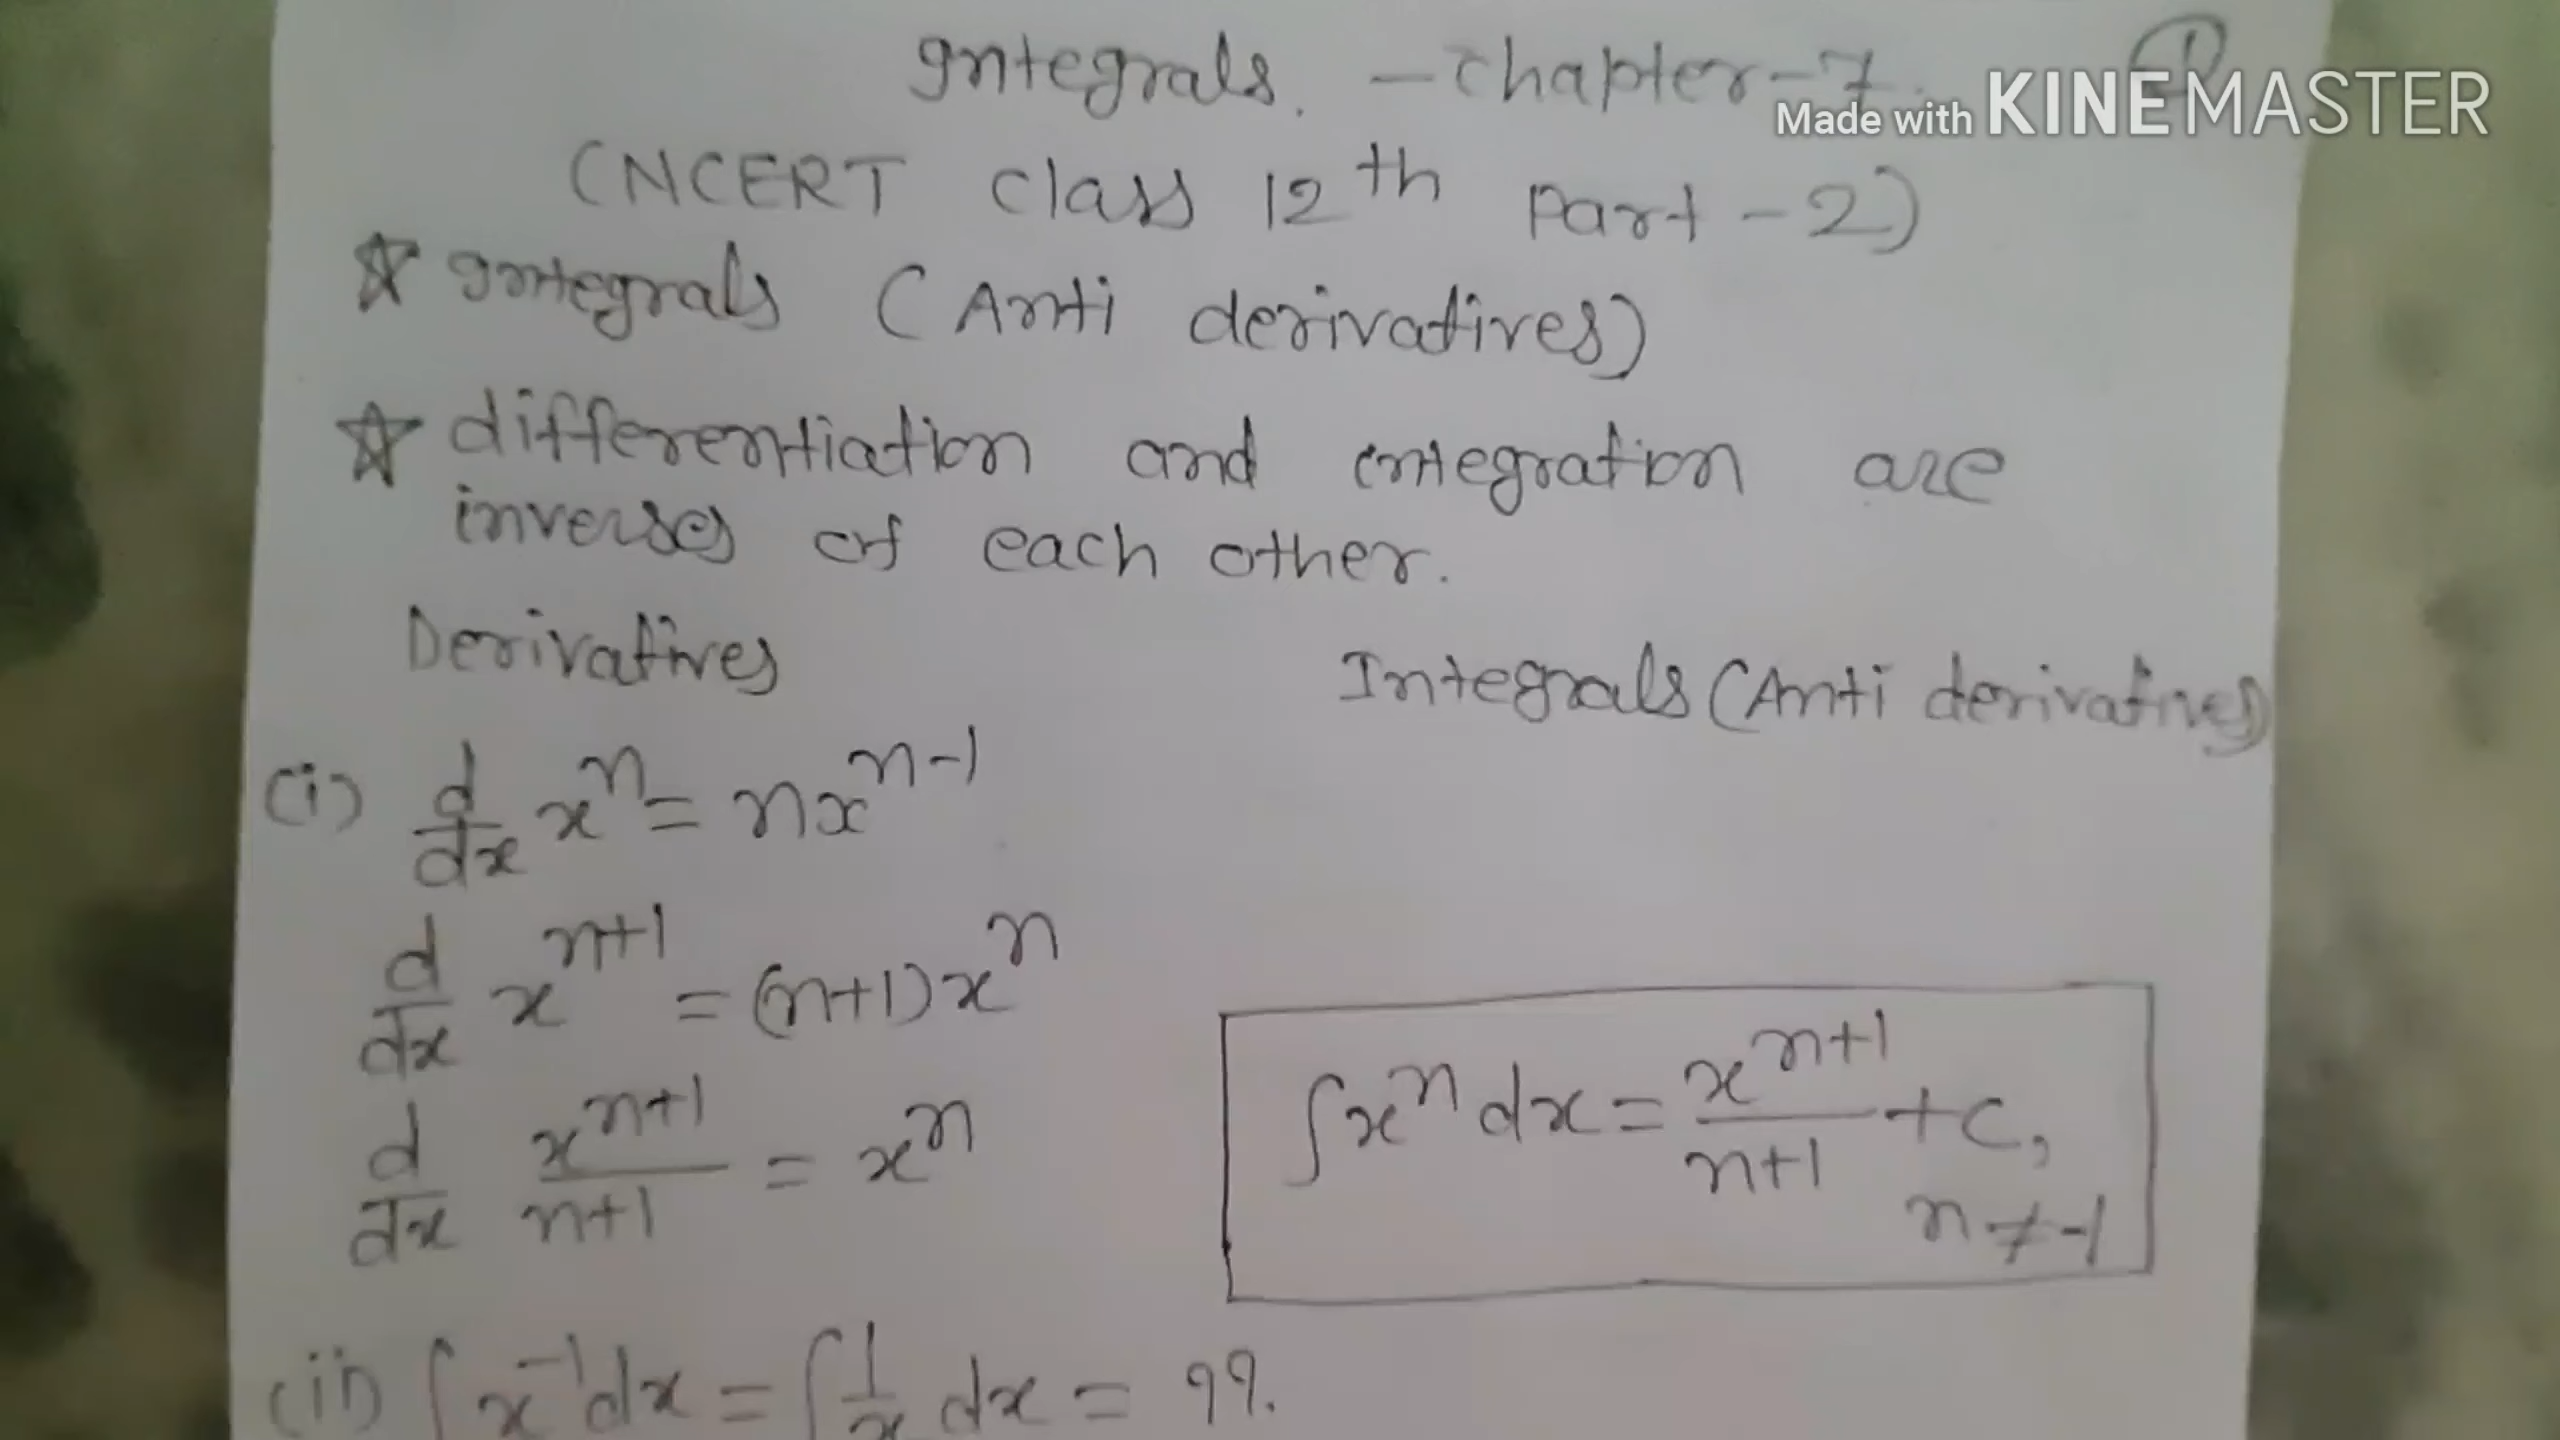 Integrals. - Chapter-7. 1
Made with KINEMASTER
(NCERT Class 12th Part-2)
☆ Integrals (Anti derivatives)
☆ differentiation and integration are
inverses of each other.
Derivatives Integrals (Anti derivatives)
(i) d/dx x^n = nx^(n-1)
d/dx x^(n+1) = (n+1)x^n
d/dx x^(n+1)/(n+1) = x^n
∫x^n dx = x^(n+1)/(n+1) + c,
n ≠ -1
(ii) ∫x^-1 dx = ∫1/x dx = ??.